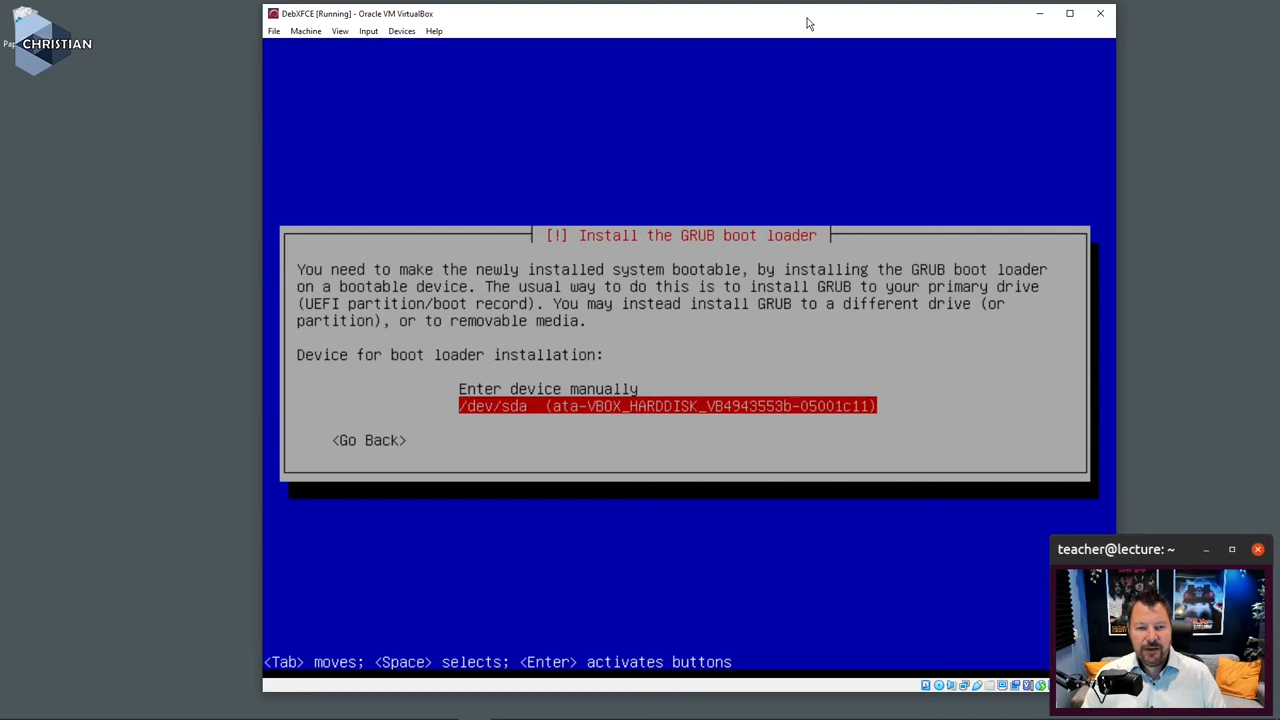 DebXFCE [Running] - Oracle VM VirtualBox
File Machine View Input Devices Help
CHRISTIAN
[!] Install the GRUB boot loader
You need to make the newly installed system bootable, by installing the GRUB boot loader
on a bootable device. The usual way to do this is to install GRUB to your primary drive
(UEFI partition/boot record). You may instead install GRUB to a different drive (or
partition), or to removable media.
Device for boot loader installation:
Enter device manually
/dev/sda (ata-VBOX_HARDDISK_VB4943553b-05001c11)
<Go Back>
teacher@lecture: ~
<Tab> moves; <Space> selects; <Enter> activates buttons